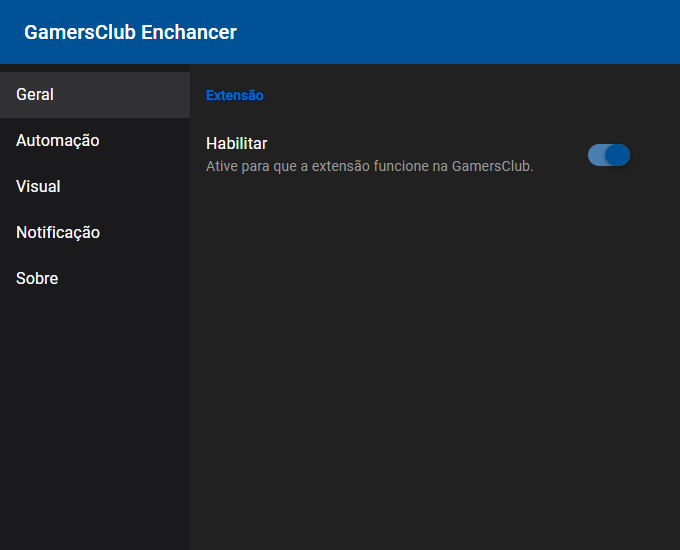 GamersClub Enchancer
Geral
Automação
Visual
Notificação
Sobre
Extensão
Habilitar
Ative para que a extensão funcione na GamersClub.